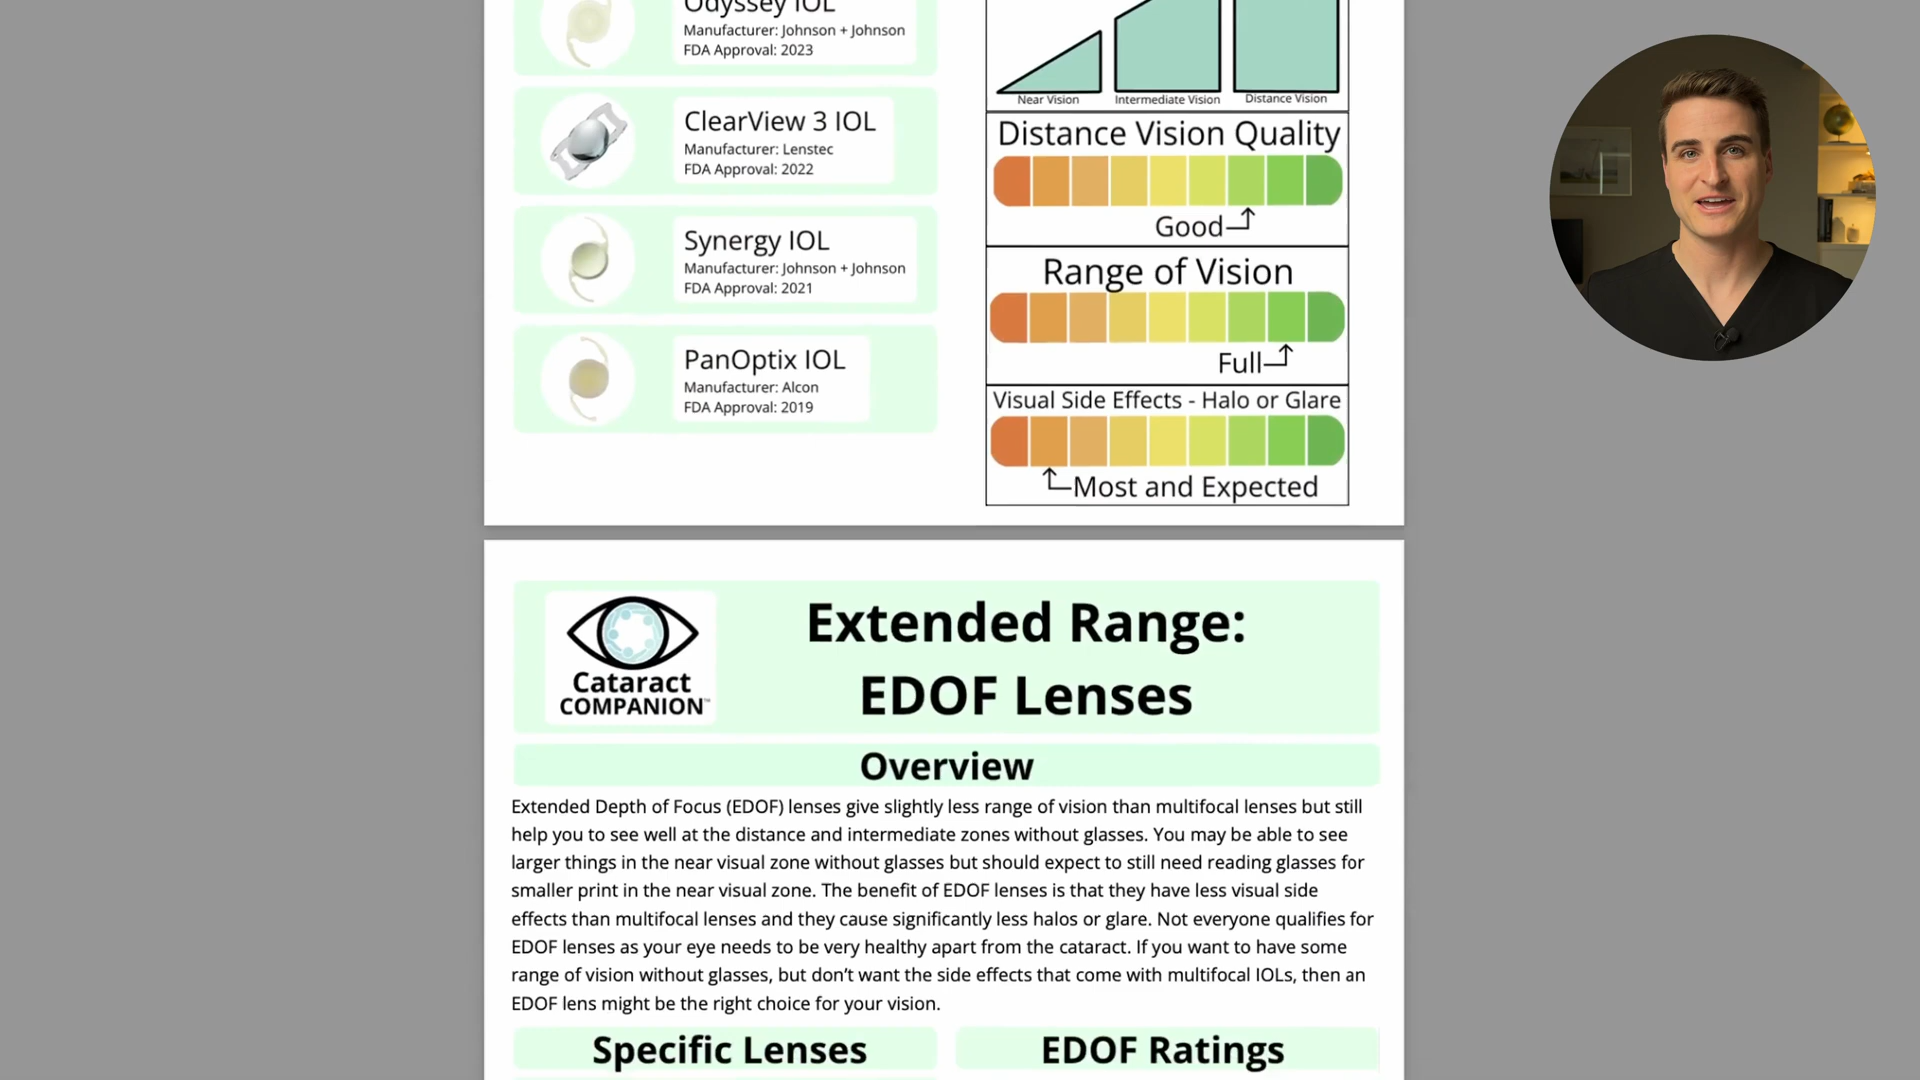 Odyssey IOL
Manufacturer: Johnson + Johnson
FDA Approval: 2023
ClearView 3 IOL
Manufacturer: Lenstec
FDA Approval: 2022
Synergy IOL
Manufacturer: Johnson + Johnson
FDA Approval: 2021
PanOptix IOL
Manufacturer: Alcon
FDA Approval: 2019
Near Vision
Intermediate Vision
Distance Vision
Distance Vision Quality
Good
Range of Vision
Full
Visual Side Effects - Halo or Glare
Most and Expected
Cataract
COMPANION™
Extended Range:
EDOF Lenses
Overview
Extended Depth of Focus (EDOF) lenses give slightly less range of vision than multifocal lenses but still
help you to see well at the distance and intermediate zones without glasses. You may be able to see
larger things in the near visual zone without glasses but should expect to still need reading glasses for
smaller print in the near visual zone. The benefit of EDOF lenses is that they have less visual side
effects than multifocal lenses and they cause significantly less halos or glare. Not everyone qualifies for
EDOF lenses as your eye needs to be very healthy apart from the cataract. If you want to have some
range of vision without glasses, but don't want the side effects that come with multifocal IOLs, then an
EDOF lens might be the right choice for your vision.
Specific Lenses
EDOF Ratings